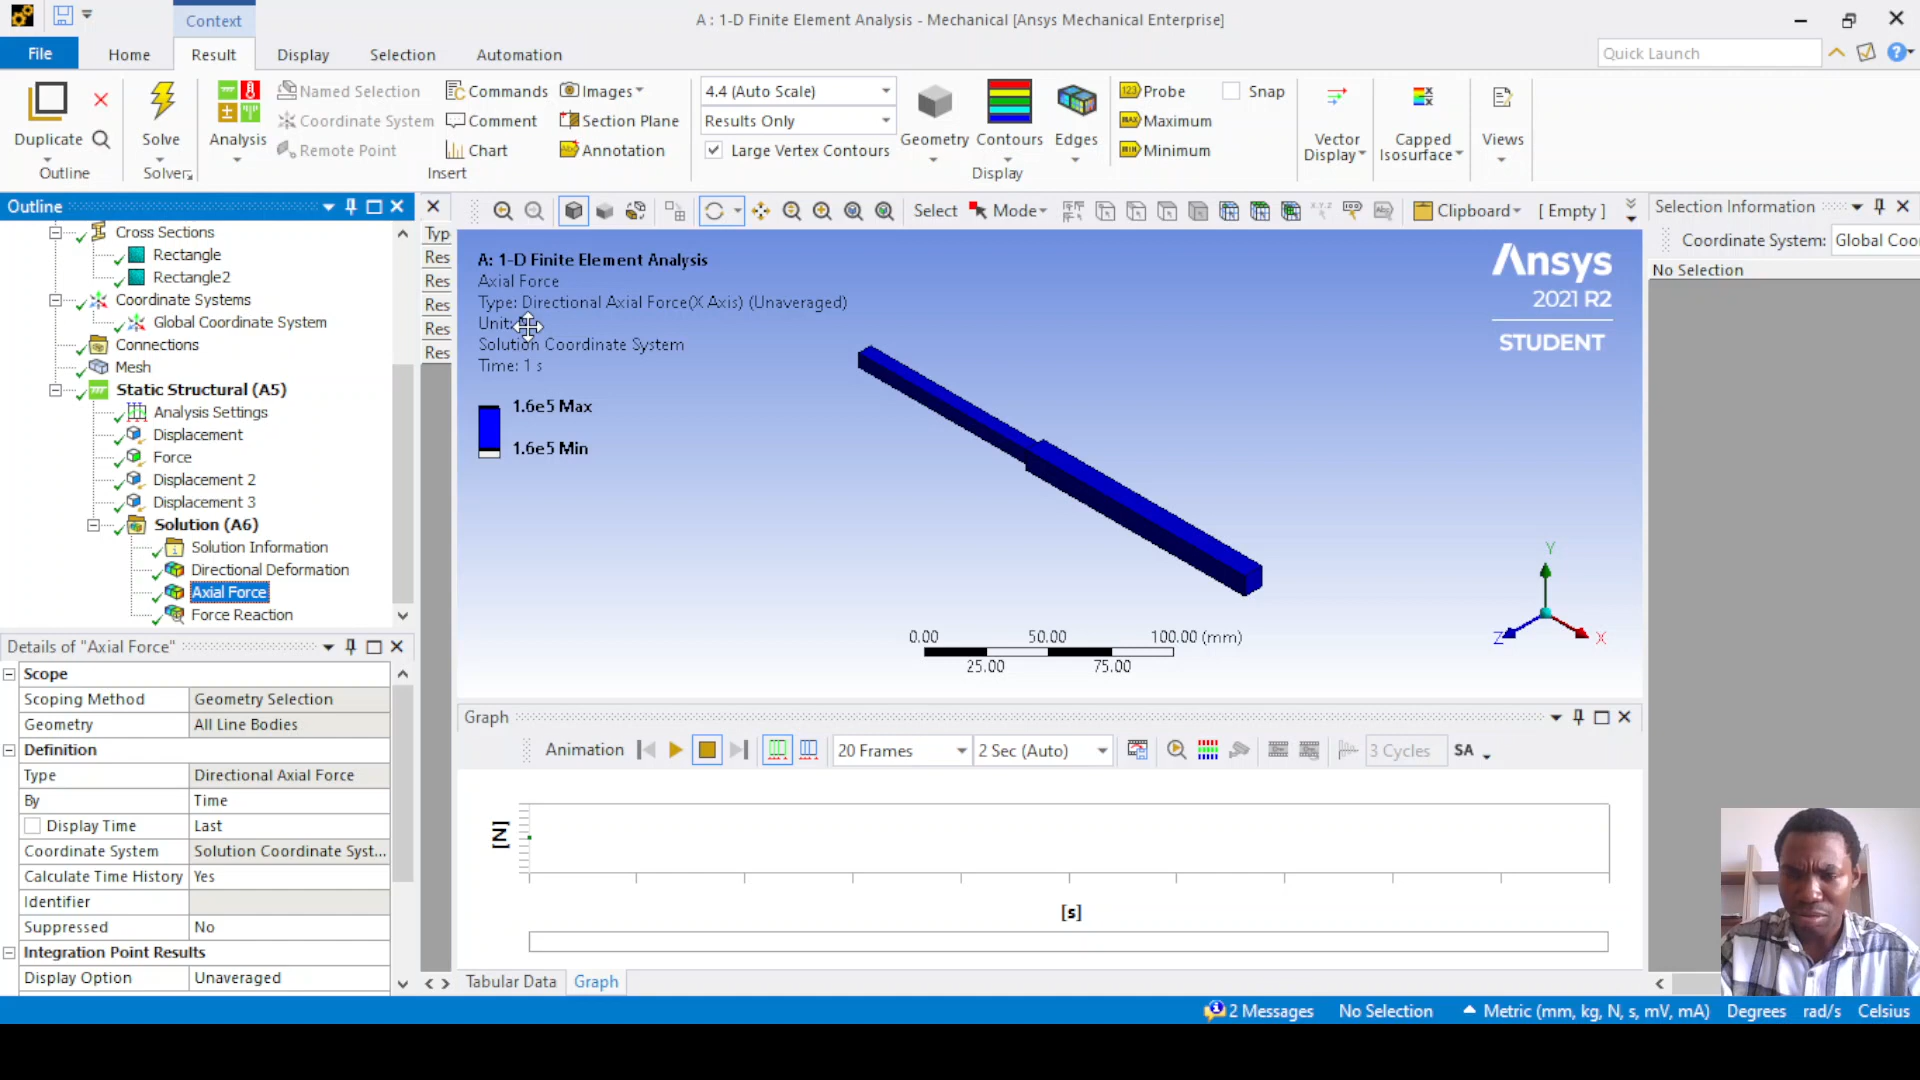 Context
A : 1-D Finite Element Analysis - Mechanical [Ansys Mechanical Enterprise]
File
Home
Result
Display
Selection
Automation
Quick Launch
Duplicate
Outline
Solve
Solver
Analysis
Named Selection
Coordinate System
Remote Point
Commands
Comment
Chart
Images
Section Plane
Annotation
Insert
4.4 (Auto Scale)
Results Only
Large Vertex Contours
Geometry
Contours
Edges
Display
Probe
Maximum
Minimum
Snap
Vector
Display
Capped
Isosurface
Views
Outline
Cross Sections
Rectangle
Rectangle2
Coordinate Systems
Global Coordinate System
Connections
Mesh
Static Structural (A5)
Analysis Settings
Displacement
Force
Displacement 2
Displacement 3
Solution (A6)
Solution Information
Directional Deformation
Axial Force
Force Reaction
Typ
Res
Res
Res
Res
Res
Select
Mode
Clipboard
[ Empty ]
A: 1-D Finite Element Analysis
Axial Force
Type: Directional Axial Force(X Axis) (Unaveraged)
Unit:
Solution Coordinate System
Time: 1 s
1.6e5 Max
1.6e5 Min
Ansys
2021 R2
STUDENT
0.00
50.00
100.00 (mm)
25.00
75.00
Y
Z
X
Selection Information
Coordinate System:
Global Coo
No Selection
Details of "Axial Force"
Scope
Scoping Method
Geometry Selection
Geometry
All Line Bodies
Definition
Type
Directional Axial Force
By
Time
Display Time
Last
Coordinate System
Solution Coordinate Syst...
Calculate Time History
Yes
Identifier
Suppressed
No
Integration Point Results
Display Option
Unaveraged
Graph
Animation
20 Frames
2 Sec (Auto)
3 Cycles
SA
[N]
[s]
Tabular Data
Graph
2 Messages
No Selection
Metric (mm, kg, N, s, mV, mA)
Degrees
rad/s
Celsius